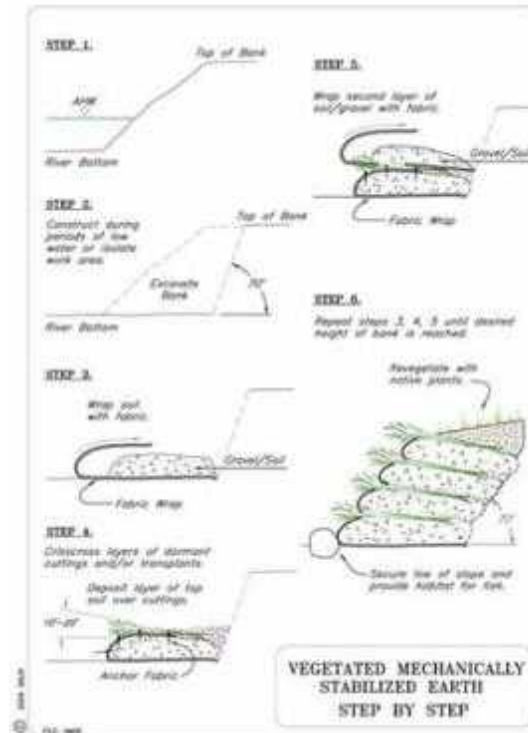 STEP 1.
Top of Bank
River Bottom
STEP 2.
Construct during
periods of low
water or isolate
work area.
Top of Bank
Excavate
Bank
70°
River Bottom
STEP 3.
Wrap soil
with fabric.
Gravel/Soil
Fabric Wrap
STEP 4.
Crisscross layers of dormant
cuttings and/or transplants.
Deposit layer of top
soil over cuttings.
Anchor Fabric
STEP 5.
Wrap second layer of
soil/gravel with fabric.
Gravel/Soil
Fabric Wrap
STEP 6.
Repeat steps 3, 4, 5 until desired
height of bank is reached.
Revegetate with
native plants.
70°
Secure toe of slope and
provide habitat for fish.
VEGETATED MECHANICALLY
STABILIZED EARTH
STEP BY STEP